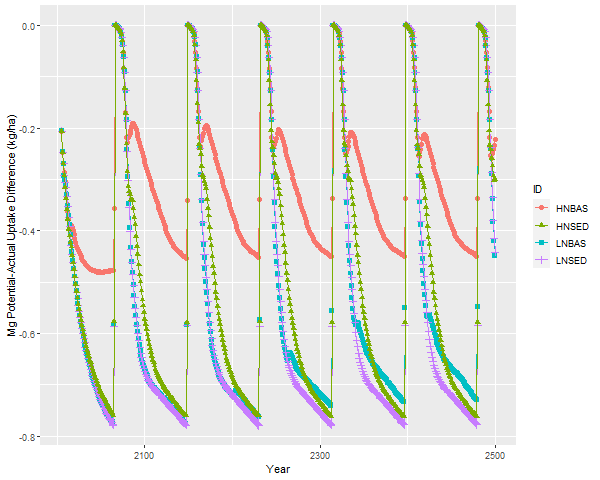 0.0
-0.2
-0.4
-0.6
-0.8
Mg Potential-Actual Uptake Difference (kg/ha)
2100
2300
2500
Year
ID
HNBAS
HNSED
LNBAS
LNSED